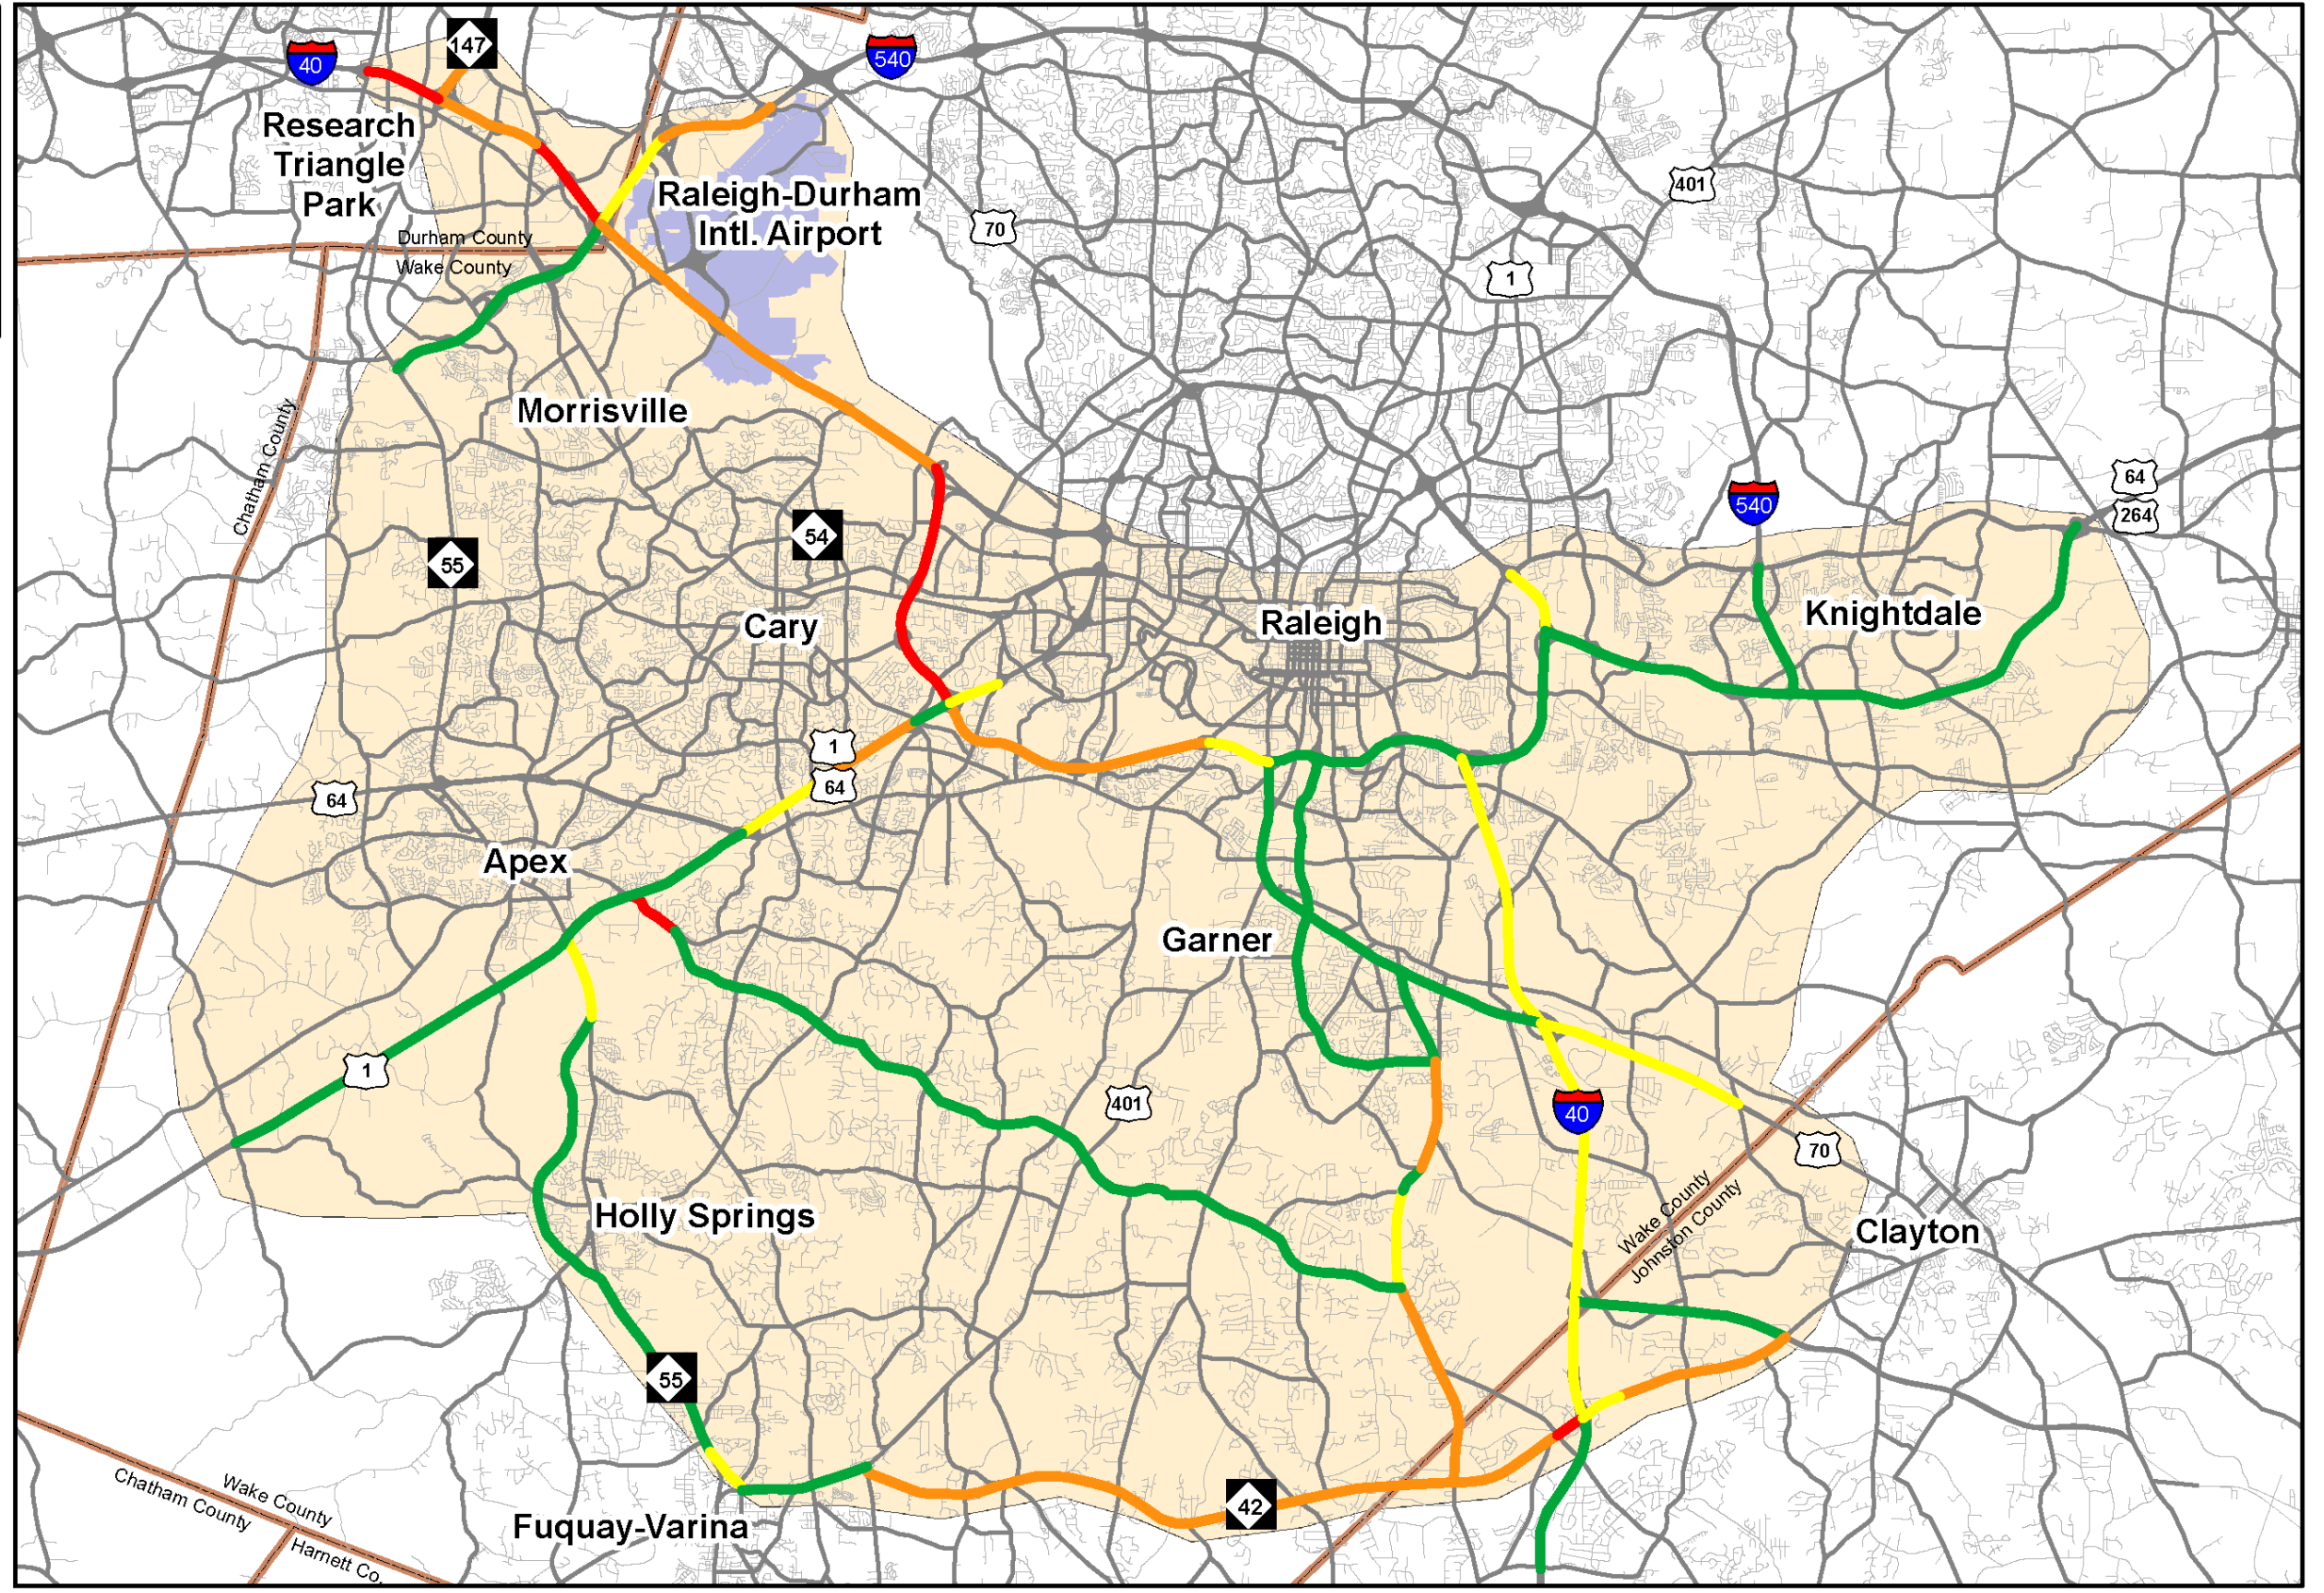 147
40
540
Research
Triangle
Park
401
Raleigh-Durham
Intl. Airport
70
Durham County
Wake County
1
Morrisville
Chatham County
64
540
264
54
55
Knightdale
Cary
Raleigh
1
64
64
Apex
Garner
1
401
40
70
Wake County
Johnston County
Holly Springs
Clayton
55
Wake County
Chatham County
42
Fuquay-Varina
Harnett Co.